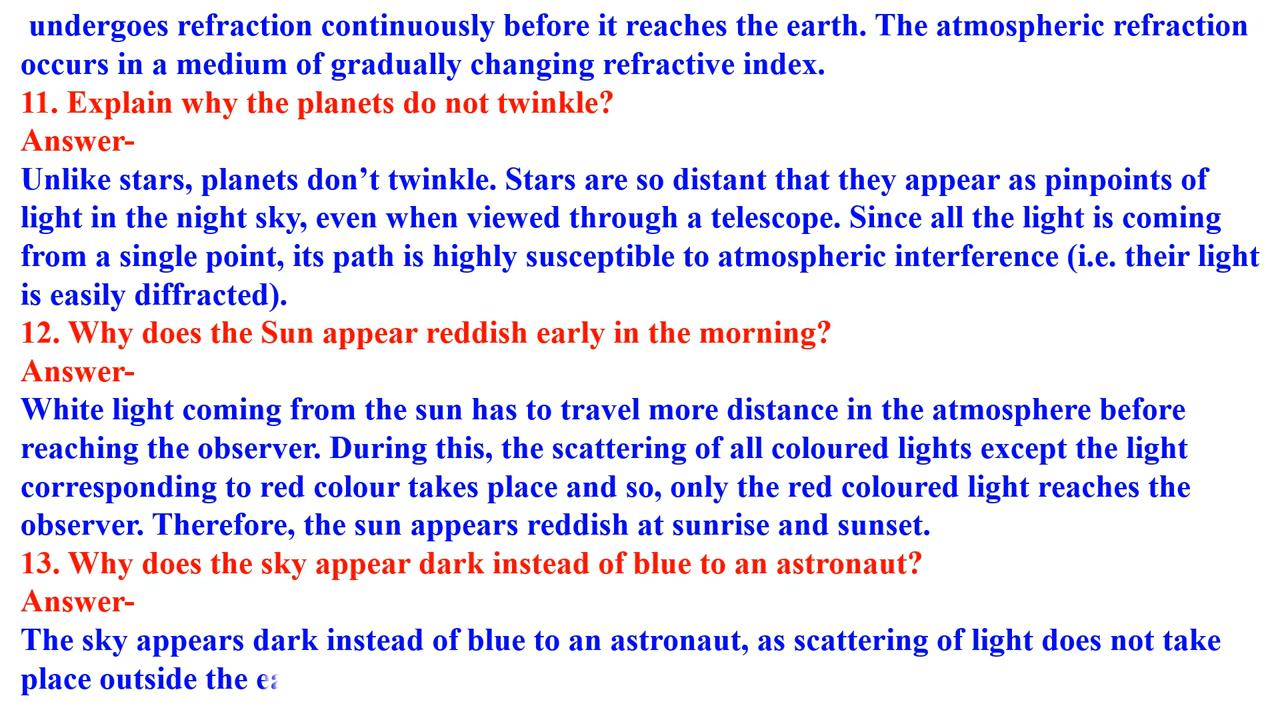 undergoes refraction continuously before it reaches the earth. The atmospheric refraction
occurs in a medium of gradually changing refractive index.
11. Explain why the planets do not twinkle?
Answer-
Unlike stars, planets don’t twinkle. Stars are so distant that they appear as pinpoints of
light in the night sky, even when viewed through a telescope. Since all the light is coming
from a single point, its path is highly susceptible to atmospheric interference (i.e. their light
is easily diffracted).
12. Why does the Sun appear reddish early in the morning?
Answer-
White light coming from the sun has to travel more distance in the atmosphere before
reaching the observer. During this, the scattering of all coloured lights except the light
corresponding to red colour takes place and so, only the red coloured light reaches the
observer. Therefore, the sun appears reddish at sunrise and sunset.
13. Why does the sky appear dark instead of blue to an astronaut?
Answer-
The sky appears dark instead of blue to an astronaut, as scattering of light does not take
place outside the